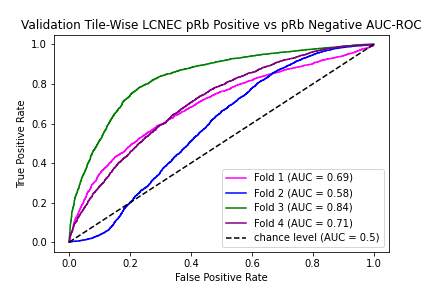 Validation Tile-Wise LCNEC pRb Positive vs pRb Negative AUC-ROC
1.0
0.8
0.6
0.4
0.2
0.0
True Positive Rate
Fold 1 (AUC = 0.69)
Fold 2 (AUC = 0.58)
Fold 3 (AUC = 0.84)
Fold 4 (AUC = 0.71)
chance level (AUC = 0.5)
0.0 0.2 0.4 0.6 0.8 1.0
False Positive Rate